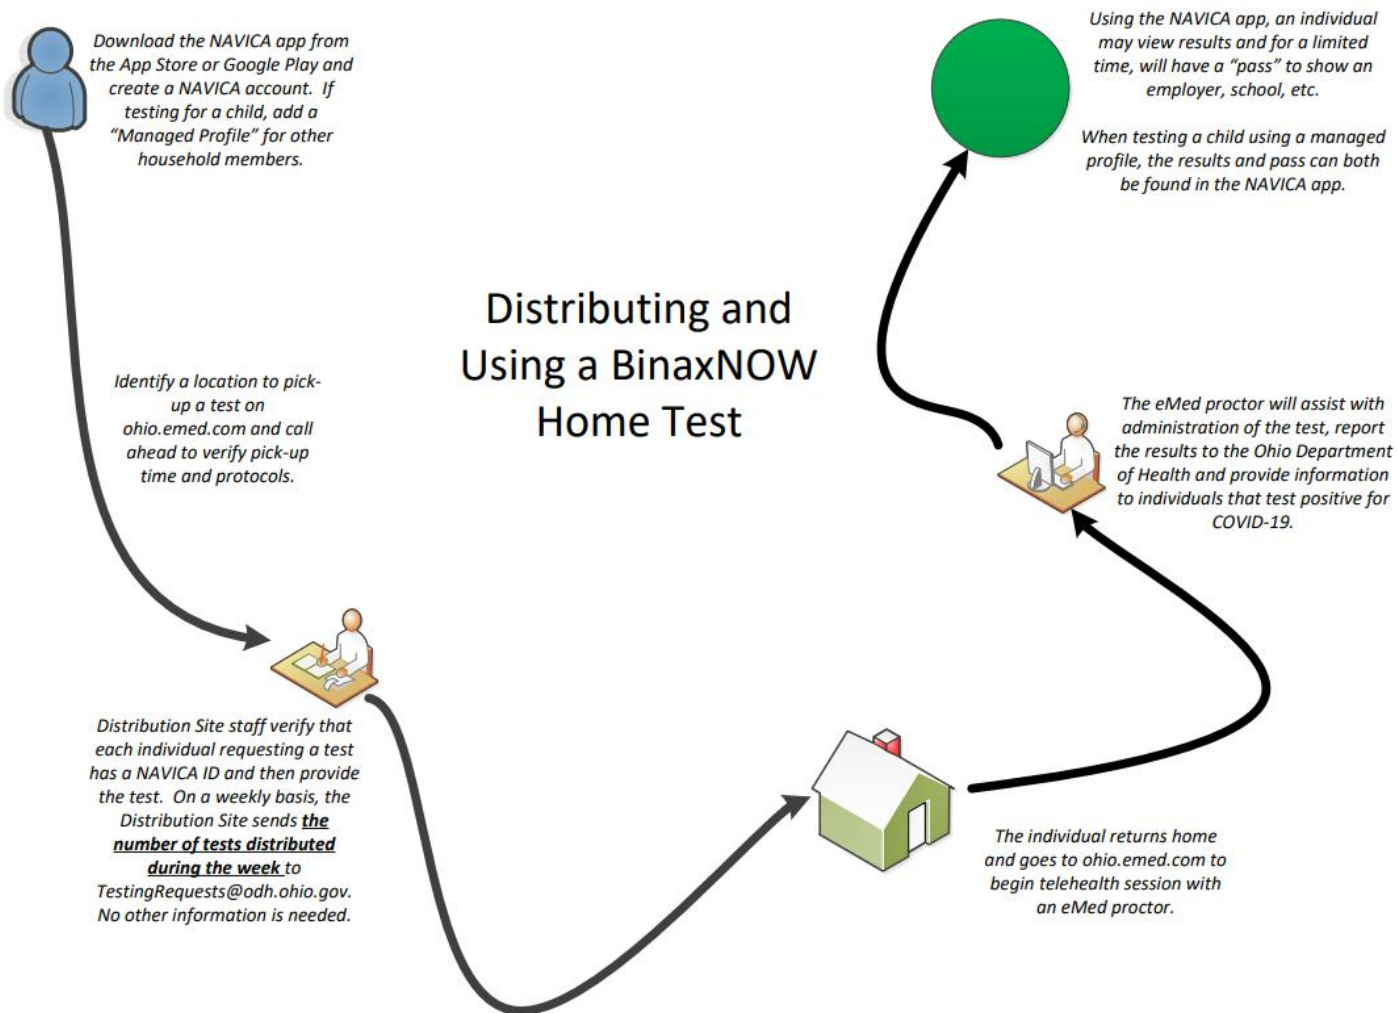 Download the NAVICA app from
the App Store or Google Play and
create a NAVICA account.  If
testing for a child, add a
“Managed Profile” for other
household members.
Identify a location to pick-
up a test on
ohio.emed.com and call
ahead to verify pick-up
time and protocols.
Distribution Site staff verify that
each individual requesting a test
has a NAVICA ID and then provide
the test.  On a weekly basis, the
Distribution Site sends the
number of tests distributed
during the week to
TestingRequests@odh.ohio.gov.
No other information is needed.
Distributing and
Using a BinaxNOW
Home Test
The individual returns home
and goes to ohio.emed.com to
begin telehealth session with
an eMed proctor.
The eMed proctor will assist with
administration of the test, report
the results to the Ohio Department
of Health and provide information
to individuals that test positive for
COVID-19.
Using the NAVICA app, an individual
may view results and for a limited
time, will have a “pass” to show an
employer, school, etc.
When testing a child using a managed
profile, the results and pass can both
be found in the NAVICA app.